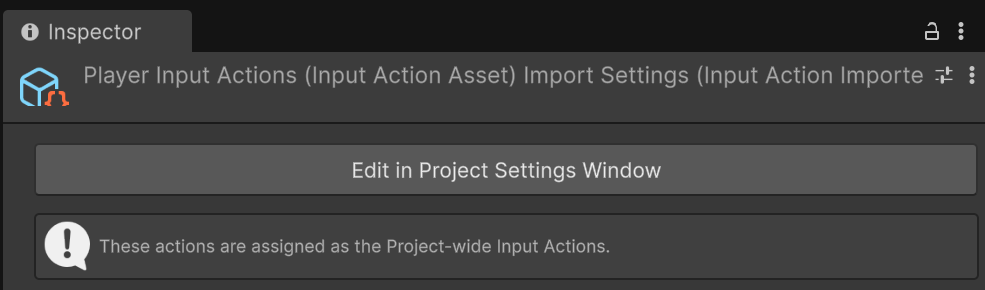 Inspector
Player Input Actions (Input Action Asset) Import Settings (Input Action Importe
Edit in Project Settings Window
These actions are assigned as the Project-wide Input Actions.